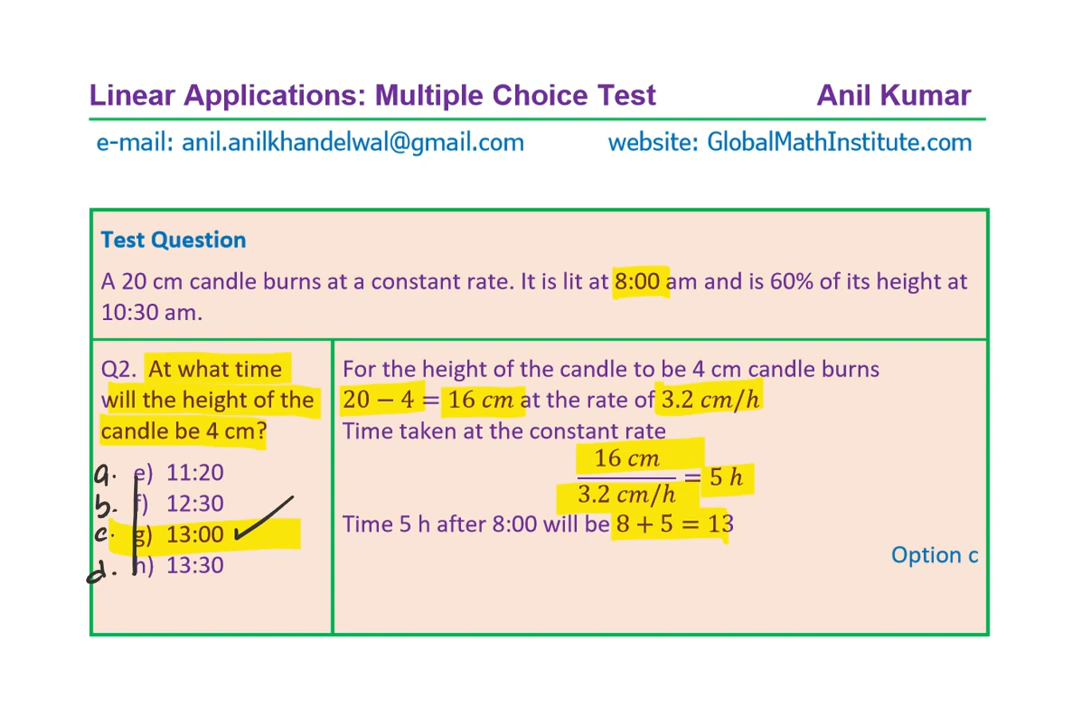 Linear Applications: Multiple Choice Test Anil Kumar
e-mail: anil.anilkhandelwal@gmail.com website: GlobalMathInstitute.com
Test Question
A 20 cm candle burns at a constant rate. It is lit at 8:00 am and is 60% of its height at
10:30 am.
Q2. At what time
will the height of the
candle be 4 cm?
a. e) 11:20
b. f) 12:30
c. g) 13:00 ✓
d. h) 13:30
For the height of the candle to be 4 cm candle burns
20 − 4 = 16 cm at the rate of 3.2 cm/h
Time taken at the constant rate
16 cm
3.2 cm/h
= 5 h
Time 5 h after 8:00 will be 8 + 5 = 13
Option c